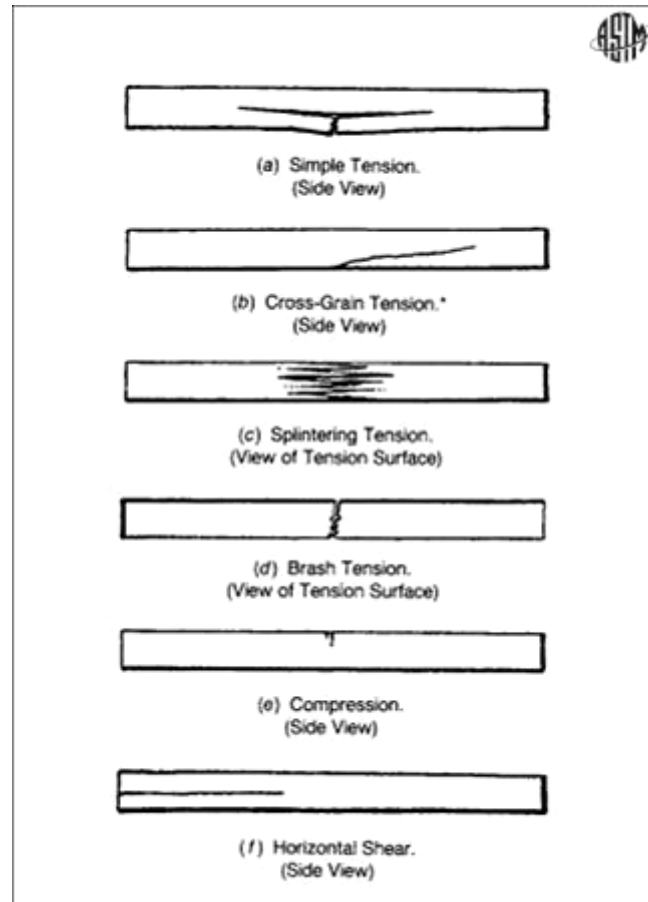 ASTM
(a) Simple Tension.
(Side View)
(b) Cross-Grain Tension.*
(Side View)
(c) Splintering Tension.
(View of Tension Surface)
(d) Brash Tension.
(View of Tension Surface)
(e) Compression.
(Side View)
(f) Horizontal Shear.
(Side View)